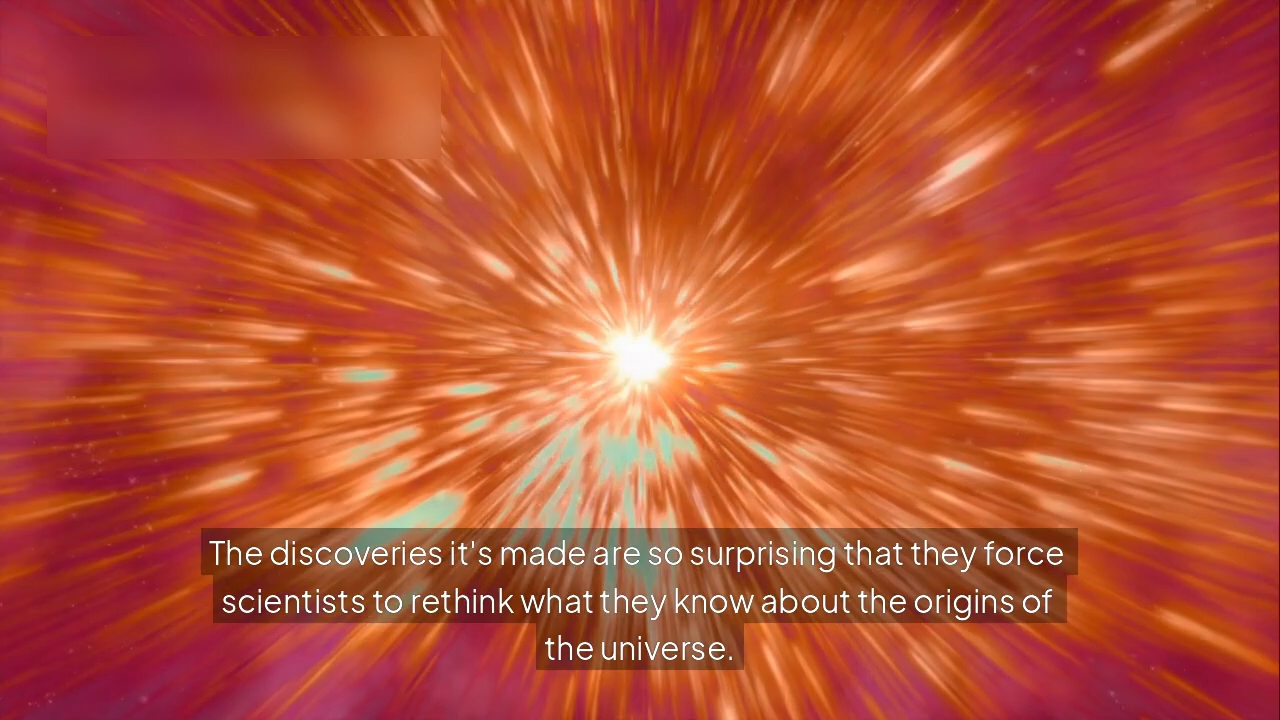 The discoveries it's made are so surprising that they force
scientists to rethink what they know about the origins of
the universe.